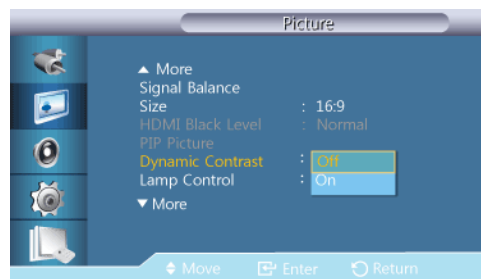 Picture
▲ More
Signal Balance
Size : 16:9
HDMI Black Level : Normal
PIP Picture
Dynamic Contrast : Off
Lamp Control : On
▼ More
Move Enter Return